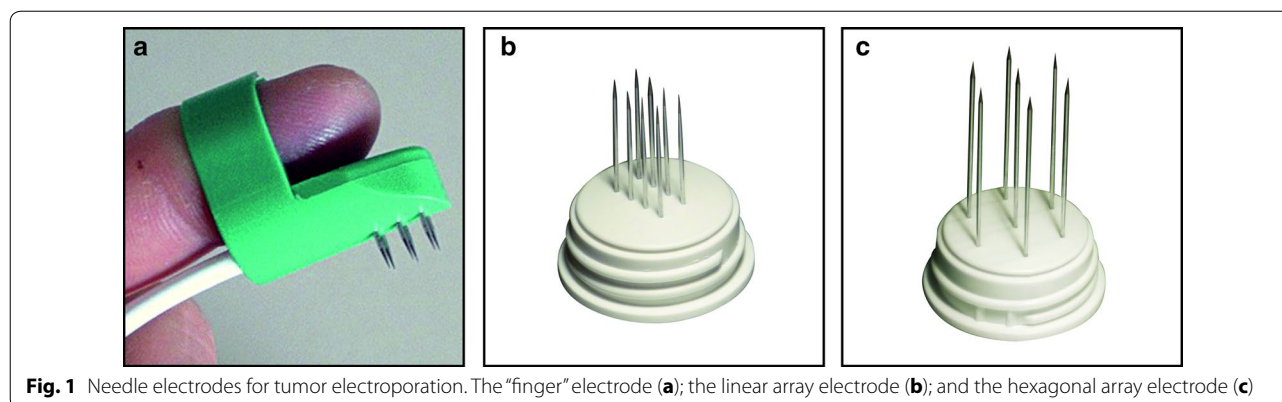 a
b
c
Fig. 1 Needle electrodes for tumor electroporation. The “finger” electrode (a); the linear array electrode (b); and the hexagonal array electrode (c)